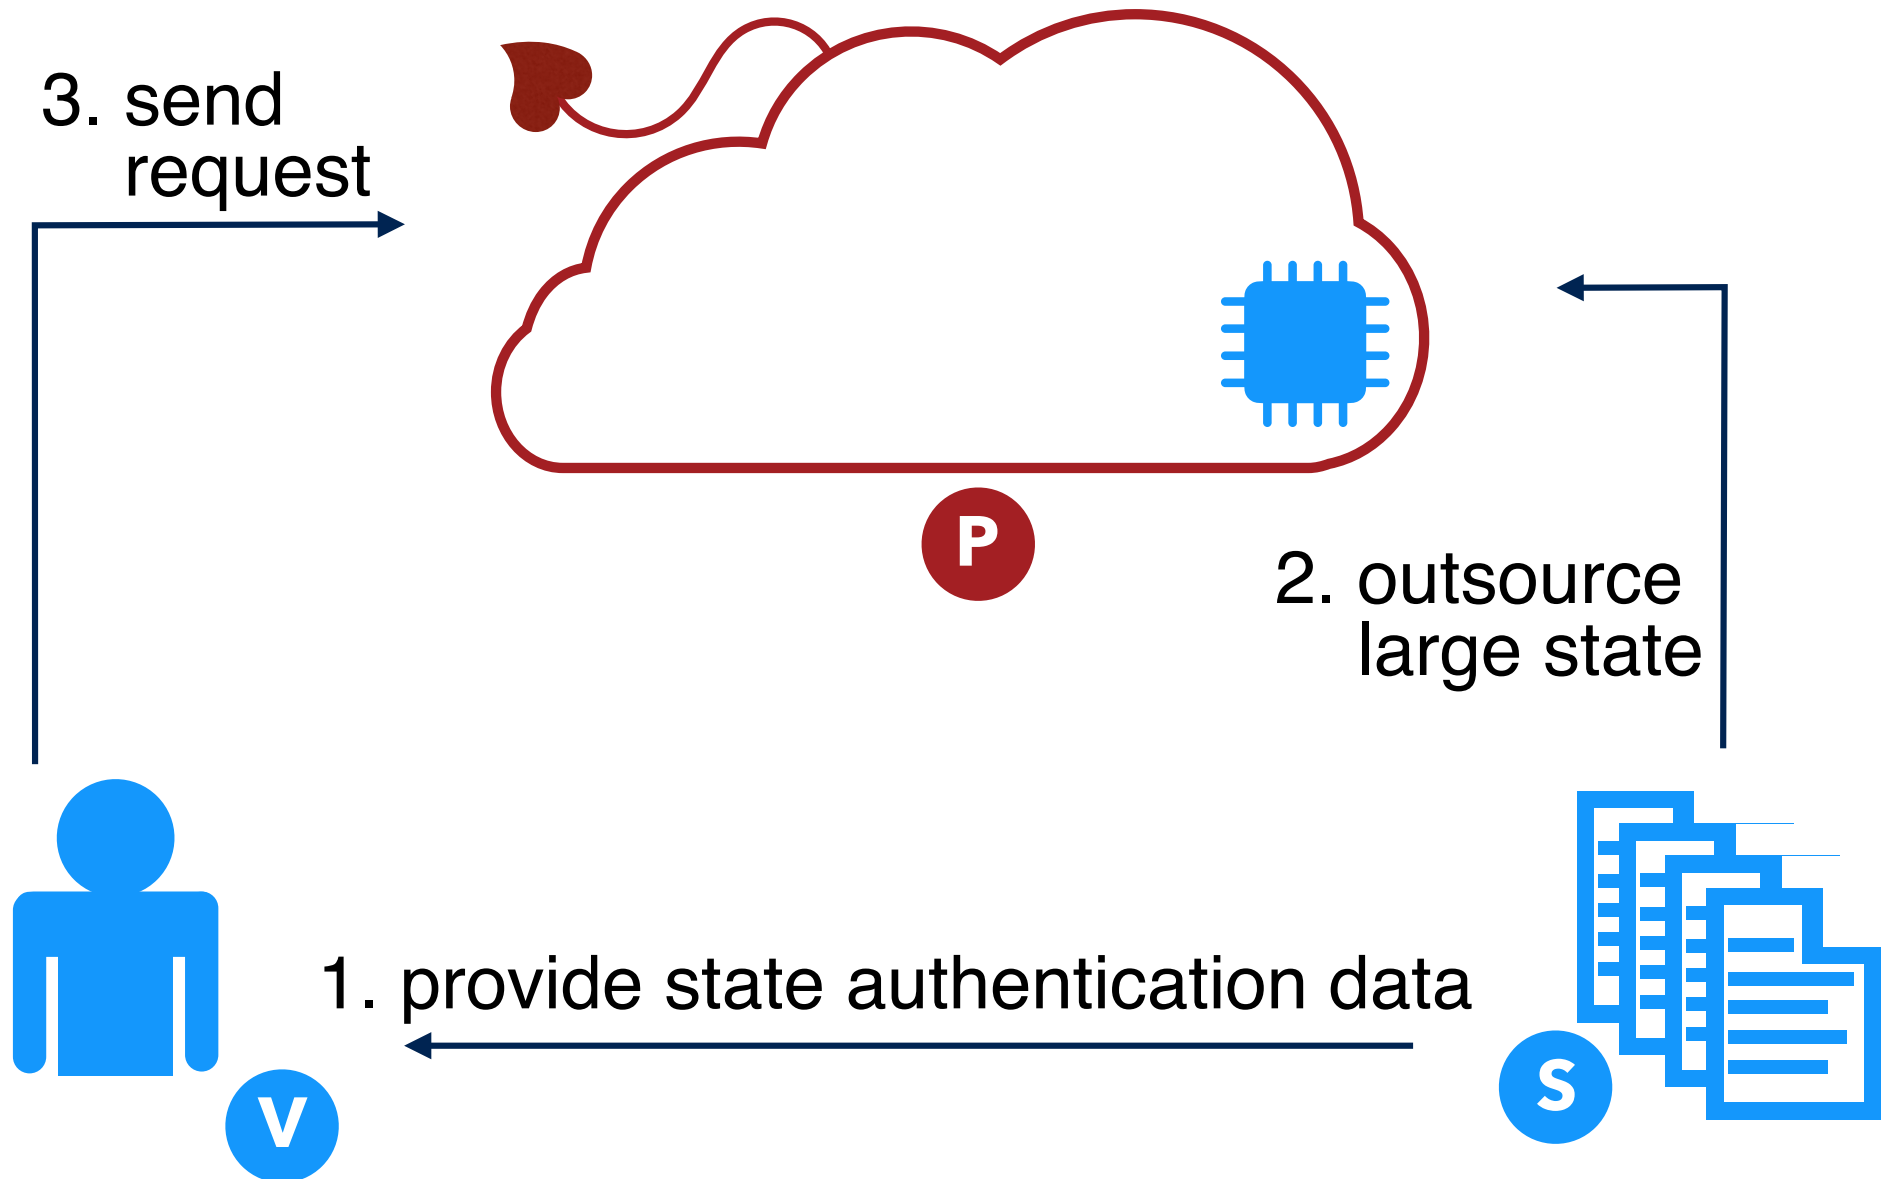 3. send
request
P
2. outsource
large state
1. provide state authentication data
V
S